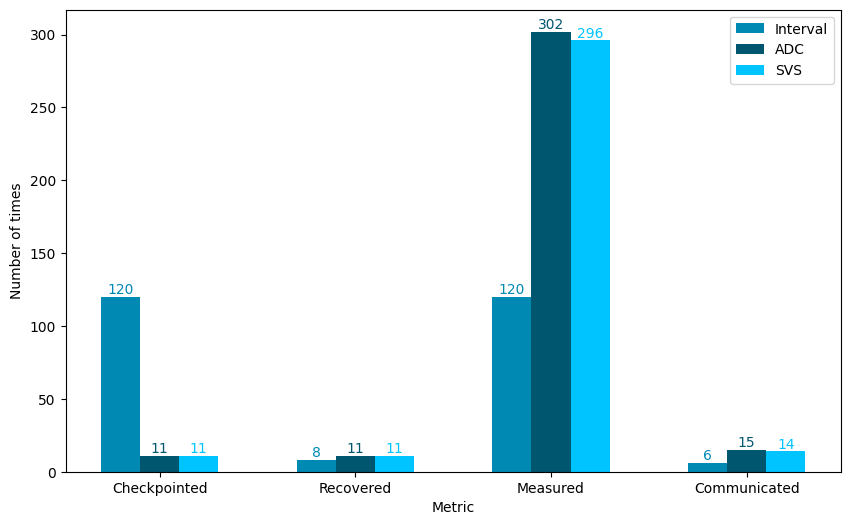 Number of times
300
250
200
150
100
50
0
120
11
11
8
11
11
120
302
296
6
15
14
Interval
ADC
SVS
Checkpointed
Recovered
Measured
Communicated
Metric